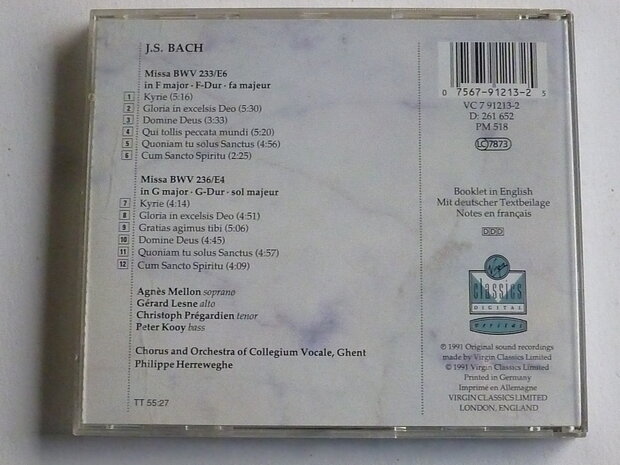 J.S. BACH
Missa BWV 233/E6
in F major · F-Dur · fa majeur
1 Kyrie (5:16)
2 Gloria in excelsis Deo (5:30)
3 Domine Deus (3:33)
4 Qui tollis peccata mundi (5:20)
5 Quoniam tu solus Sanctus (4:56)
6 Cum Sancto Spiritu (2:25)
Missa BWV 236/E4
in G major · G-Dur · sol majeur
7 Kyrie (4:14)
8 Gloria in excelsis Deo (4:51)
9 Gratias agimus tibi (5:06)
10 Domine Deus (4:45)
11 Quoniam tu solus Sanctus (4:57)
12 Cum Sancto Spiritu (4:09)
Agnès Mellon soprano
Gérard Lesne alto
Christoph Prégardien tenor
Peter Kooy bass
Chorus and Orchestra of Collegium Vocale, Ghent
Philippe Herreweghe
TT 55:27
0 7567-91213-2 5
VC 7 91213-2
D: 261 652
PM 518
LC 7873
Booklet in English
Mit deutscher Textbeilage
Notes en français
DDD
Virgin
classics
DIGITAL
veritas
℗ 1991 Original sound recordings
made by Virgin Classics Limited
© 1991 Virgin Classics Limited
Printed in Germany
Imprimé en Allemagne
VIRGIN CLASSICS LIMITED
LONDON, ENGLAND